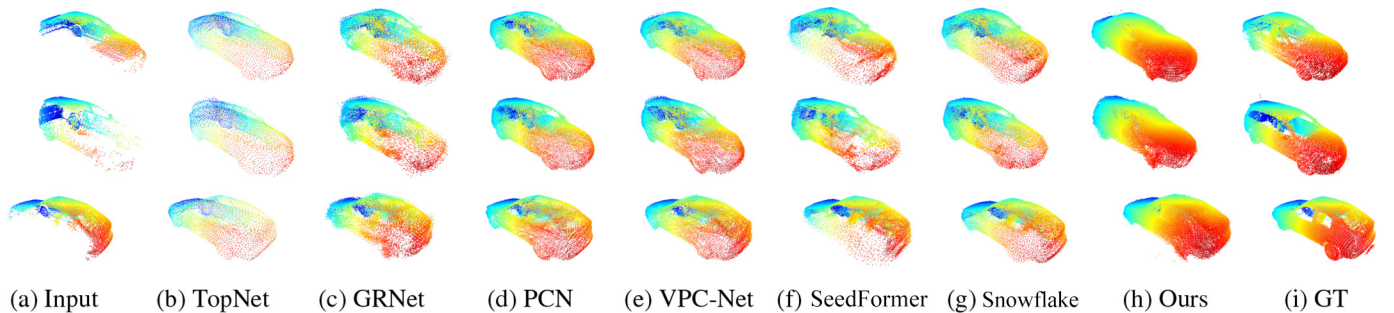 (a) Input (b) TopNet (c) GRNet (d) PCN (e) VPC-Net (f) SeedFormer (g) Snowflake (h) Ours (i) GT